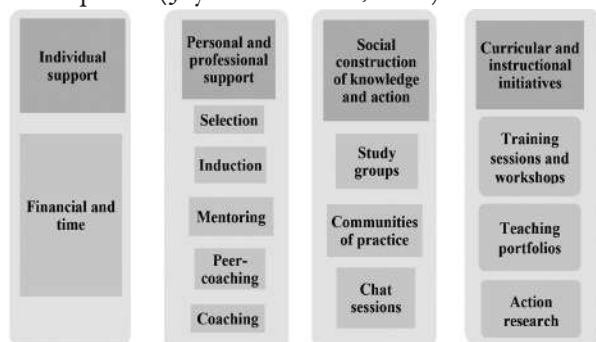 Individual
support
Financial and
time
Personal and
professional
support
Selection
Induction
Mentoring
Peer-
coaching
Coaching
Social
construction
of knowledge
and action
Study
groups
Communities
of practice
Chat
sessions
Curricular and
instructional
initiatives
Training
sessions and
workshops
Teaching
portfolios
Action
research